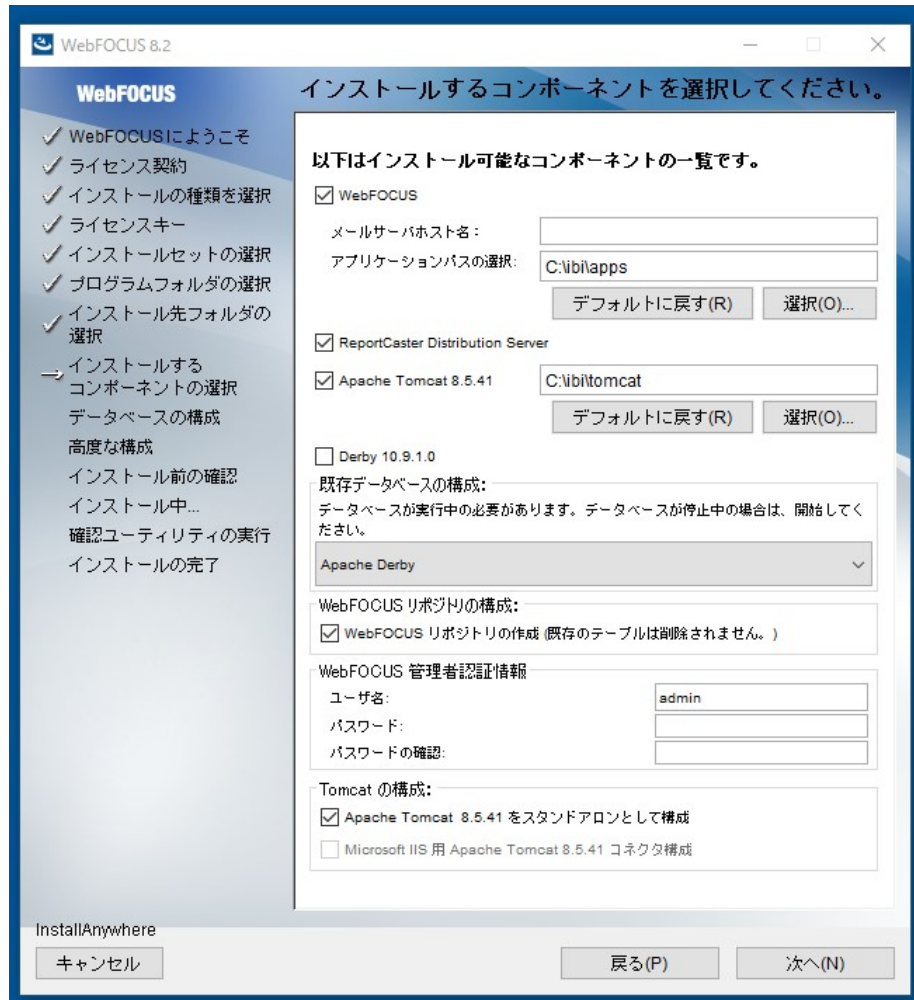 WebFOCUS 8.2
WebFOCUS
インストールするコンポーネントを選択してください。
WebFOCUSにようこそ
ライセンス契約
インストールの種類を選択
ライセンスキー
インストールセットの選択
プログラムフォルダの選択
インストール先フォルダの
選択
インストールする
コンポーネントの選択
データベースの構成
高度な構成
インストール前の確認
インストール中...
確認ユーティリティの実行
インストールの完了
以下はインストール可能なコンポーネントの一覧です。
WebFOCUS
メールサーバホスト名:
アプリケーションパスの選択: C:\ibi\apps
デフォルトに戻す(R) 選択(O)...
ReportCaster Distribution Server
Apache Tomcat 8.5.41 C:\ibi\tomcat
デフォルトに戻す(R) 選択(O)...
Derby 10.9.1.0
既存データベースの構成:
データベースが実行中の必要があります。データベースが停止中の場合は、開始してく
ださい。
Apache Derby
WebFOCUS リポジトリの構成:
WebFOCUS リポジトリの作成 (既存のテーブルは削除されません。)
WebFOCUS 管理者認証情報
ユーザ名: admin
パスワード:
パスワードの確認:
Tomcat の構成:
Apache Tomcat 8.5.41 をスタンドアロンとして構成
Microsoft IIS 用 Apache Tomcat 8.5.41 コネクタ構成
InstallAnywhere
キャンセル 戻る(P) 次へ(N)